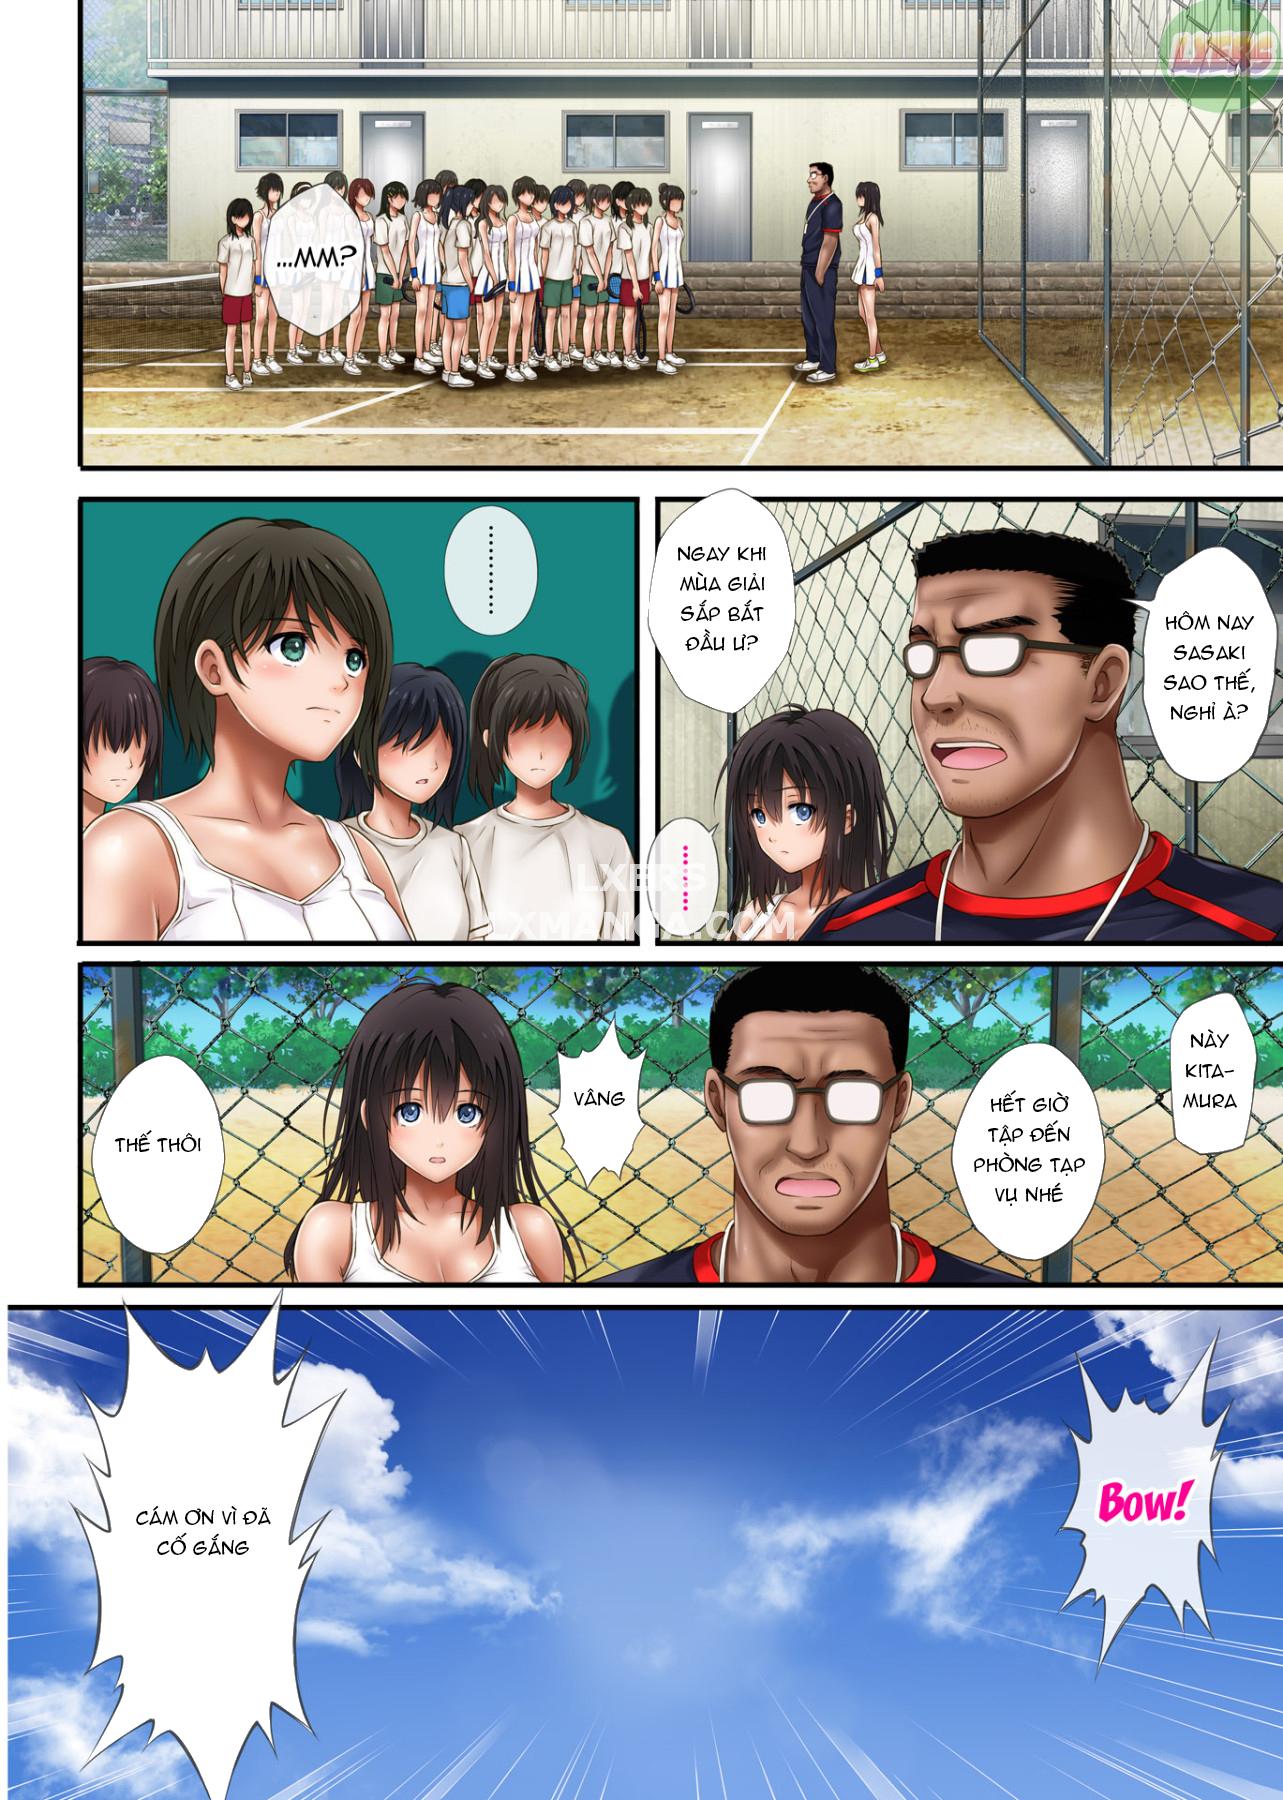 LXERS
...MM?
HÔM NAY
SASAKI
SAO THẾ,
NGHỈ À?
NGAY KHI
MÙA GIẢI
SẮP BẮT
ĐẦU Ư?
.........
.........
LXERS
LXMANGA.COM
NÀY
KITA-
MURA
HẾT GIỜ
TẬP ĐẾN
PHÒNG TẠP
VỤ NHÉ
VÂNG
THẾ THÔI
BOW!
CÁM ƠN VÌ ĐÃ
CỐ GẮNG